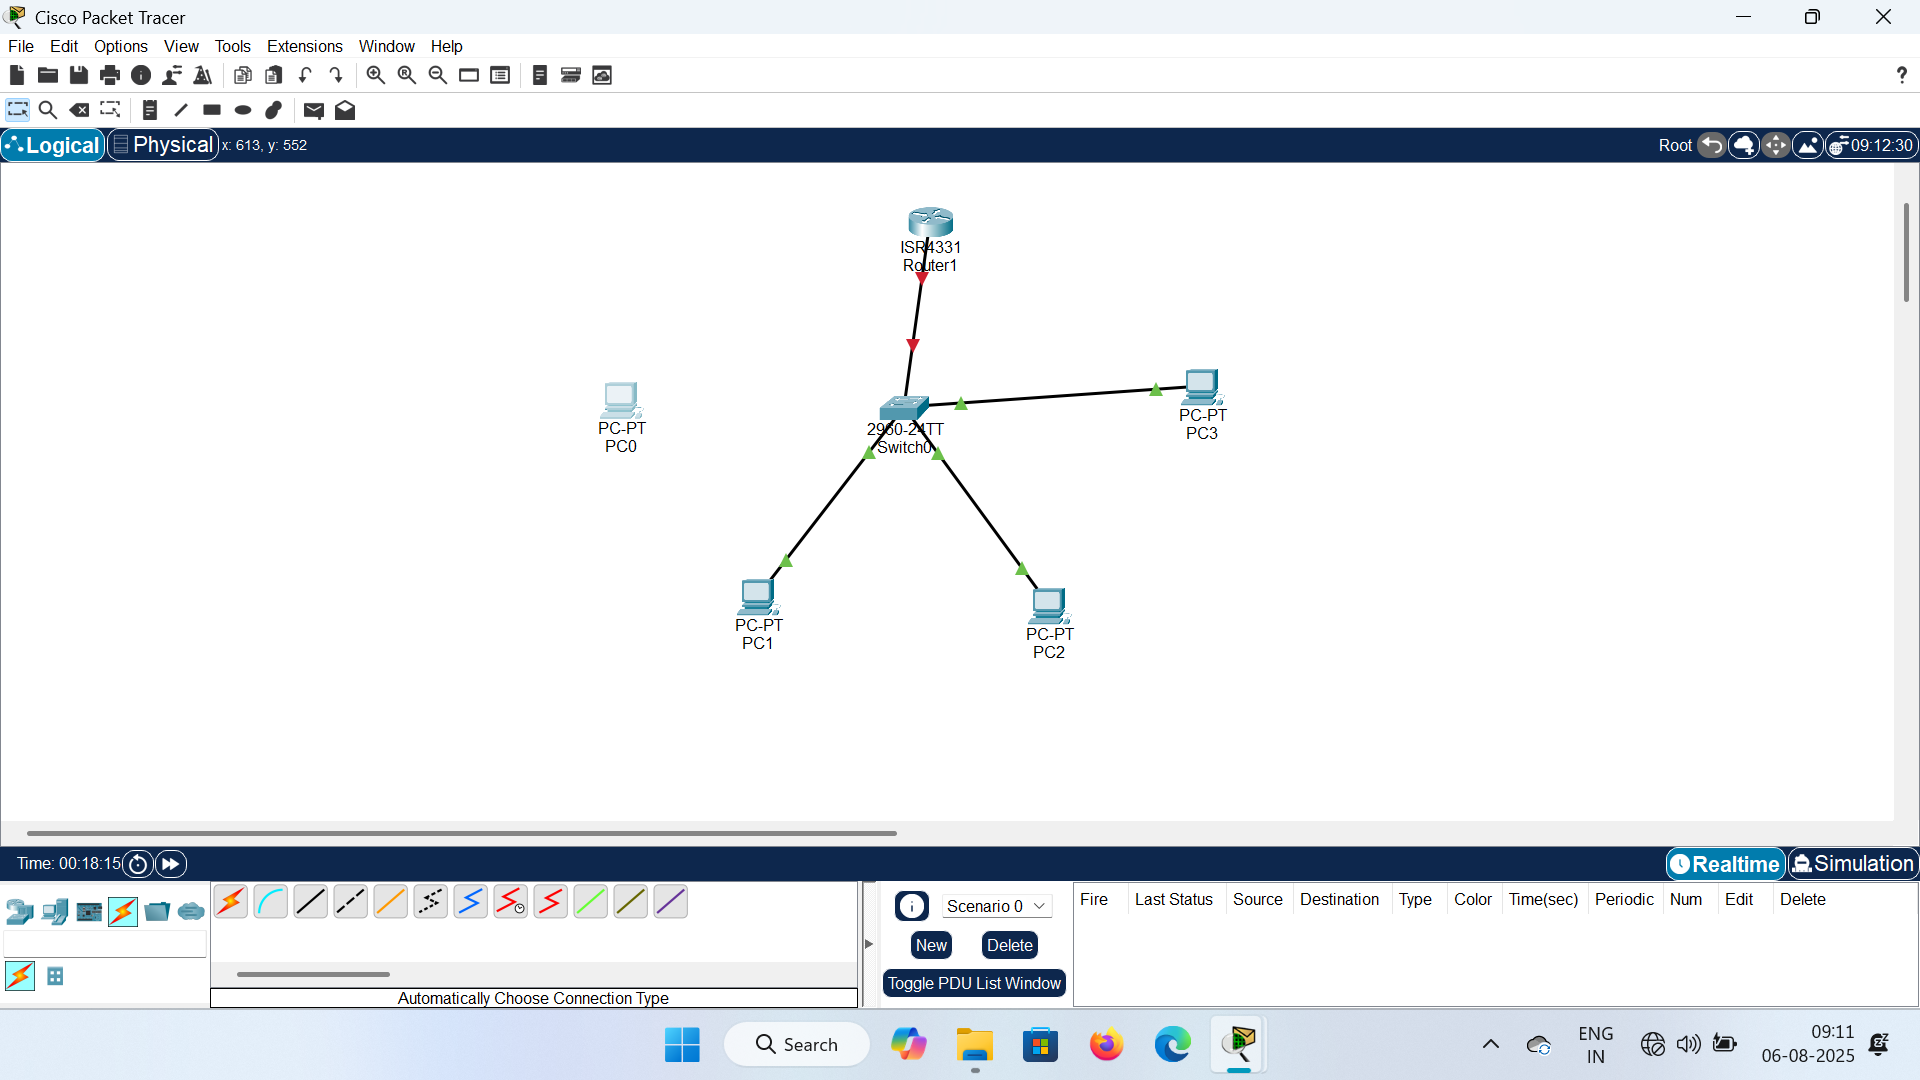 Cisco Packet Tracer
File Edit Options View Tools Extensions Window Help
?
Logical Physical x: 613, y: 552 Root 09:12:30
ISR4331
Router1
PC-PT
PC0
2960-24TT
Switch0
PC-PT
PC3
PC-PT
PC1
PC-PT
PC2
Time: 00:18:15 Realtime Simulation
Scenario 0
New Delete
Toggle PDU List Window
Fire Last Status Source Destination Type Color Time(sec) Periodic Num Edit Delete
Automatically Choose Connection Type
Search
ENG
IN
09:11
06-08-2025